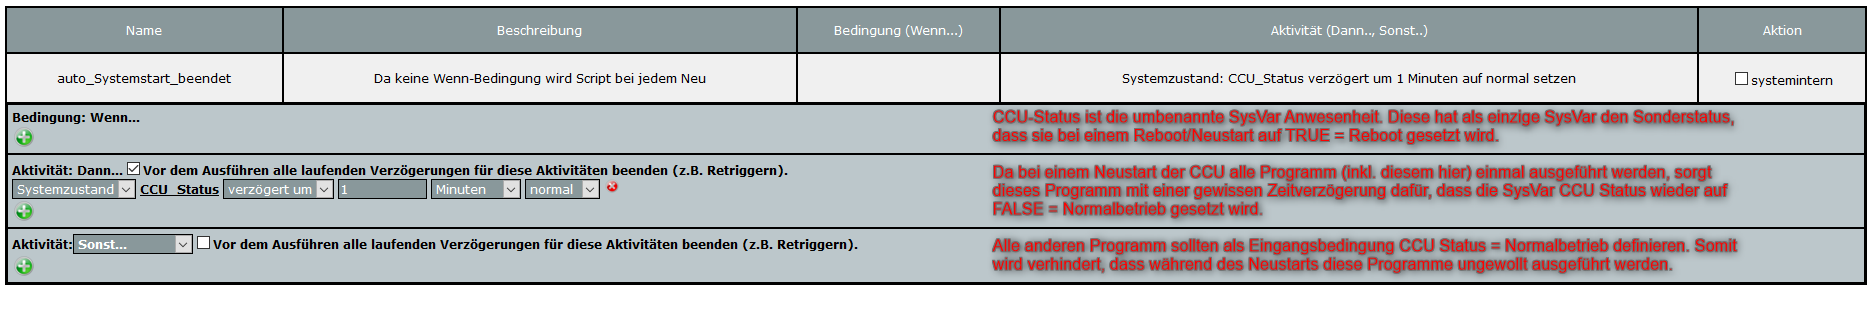 Name Beschreibung Bedingung (Wenn...) Aktivität (Dann.., Sonst..) Aktion
auto_Systemstart_beendet Da keine Wenn-Bedingung wird Script bei jedem Neu Systemzustand: CCU_Status verzögert um 1 Minuten auf normal setzen systemintern
Bedingung: Wenn...
CCU-Status ist die umbenannte SysVar Anwesenheit. Diese hat als einzige SysVar den Sonderstatus,
dass sie bei einem Reboot/Neustart auf TRUE = Reboot gesetzt wird.
Aktivität: Dann... Vor dem Ausführen alle laufenden Verzögerungen für diese Aktivitäten beenden (z.B. Retriggern).
Systemzustand CCU_Status verzögert um 1 Minuten normal
Da bei einem Neustart der CCU alle Programm (inkl. diesem hier) einmal ausgeführt werden, sorgt
dieses Programm mit einer gewissen Zeitverzögerung dafür, dass die SysVar CCU Status wieder auf
FALSE = Normalbetrieb gesetzt wird.
Aktivität: Sonst... Vor dem Ausführen alle laufenden Verzögerungen für diese Aktivitäten beenden (z.B. Retriggern).
Alle anderen Programm sollten als Eingangsbedingung CCU Status = Normalbetrieb definieren. Somit
wird verhindert, dass während des Neustarts diese Programme ungewollt ausgeführt werden.